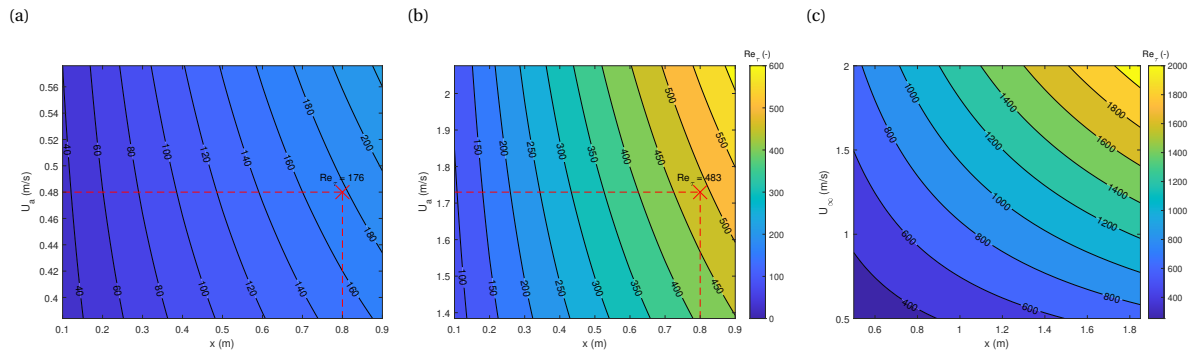 (a)
(b)
(c)
0.56
0.54
0.52
0.5
0.48
0.46
0.44
0.42
0.4
U_a (m/s)
0.1 0.2 0.3 0.4 0.5 0.6 0.7 0.8 0.9
x (m)
40 60 80 100 120 140 160 180 200
Re_τ = 176
40 60 80 100 120 140 160 180
2
1.9
1.8
1.7
1.6
1.5
1.4
U_a (m/s)
0.1 0.2 0.3 0.4 0.5 0.6 0.7 0.8 0.9
x (m)
150 200 250 300 350 400 450 500 550
Re_τ = 483
100 150 200 250 300 350 400 450 500
Re_τ (-)
600
500
400
300
200
100
0
2
1.5
1
0.5
U_∞ (m/s)
0.6 0.8 1 1.2 1.4 1.6 1.8
x (m)
800 1000 1400 1800
1200 1600
600 800 1000 1200 1400
400 600 800
Re_τ (-)
2000
1800
1600
1400
1200
1000
800
600
400